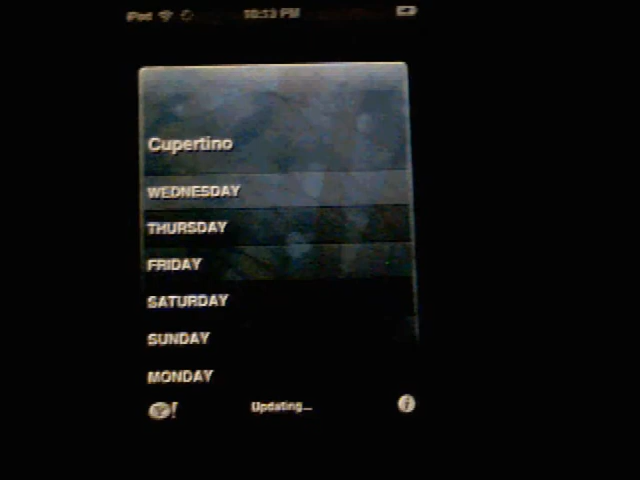 iPod 10:13 PM
Cupertino
WEDNESDAY
THURSDAY
FRIDAY
SATURDAY
SUNDAY
MONDAY
Y! Updating...